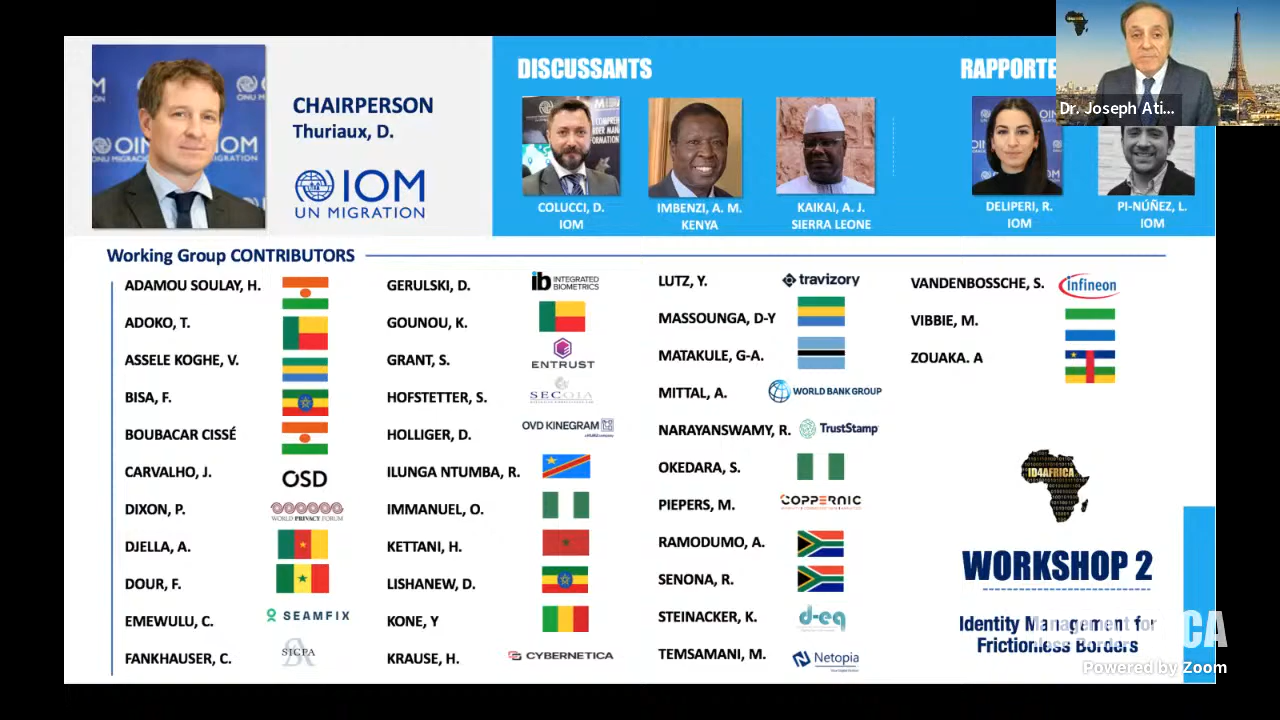 CHAIRPERSON
Thuriaux, D.
IOM
UN MIGRATION
DISCUSSANTS
COLUCCI, D.
IOM
IMBENZI, A. M.
KENYA
KAIKAI, A. J.
SIERRA LEONE
RAPPORTE
DELIPERI, R.
IOM
PI-NÚÑEZ, L.
IOM
Dr. Joseph Ati...
Working Group CONTRIBUTORS
ADAMOU SOULAY, H.
ADOKO, T.
ASSELE KOGHE, V.
BISA, F.
BOUBACAR CISSÉ
CARVALHO, J. OSD
DIXON, P. WORLD PRIVACY FORUM
DJELLA, A.
DOUR, F.
EMEWULU, C. SEAMFIX
FANKHAUSER, C. SICPA
GERULSKI, D. ib INTEGRATED BIOMETRICS
GOUNOU, K.
GRANT, S. ENTRUST
HOFSTETTER, S. SECOIA
HOLLIGER, D. OVD KINEGRAM
ILUNGA NTUMBA, R.
IMMANUEL, O.
KETTANI, H.
LISHANEW, D.
KONE, Y
KRAUSE, H. CYBERNETICA
LUTZ, Y. travizory
MASSOUNGA, D-Y
MATAKULE, G-A.
MITTAL, A. WORLD BANK GROUP
NARAYANSWAMY, R. TrustStamp
OKEDARA, S.
PIEPERS, M. COPPERNIC
RAMODUMO, A.
SENONA, R.
STEINACKER, K. d-eq
TEMSAMANI, M. Netopia
VANDENBOSSCHE, S. infineon
VIBBIE, M.
ZOUAKA. A
ID4AFRICA
WORKSHOP 2
Identity Management for
Frictionless Borders
Powered by Zoom